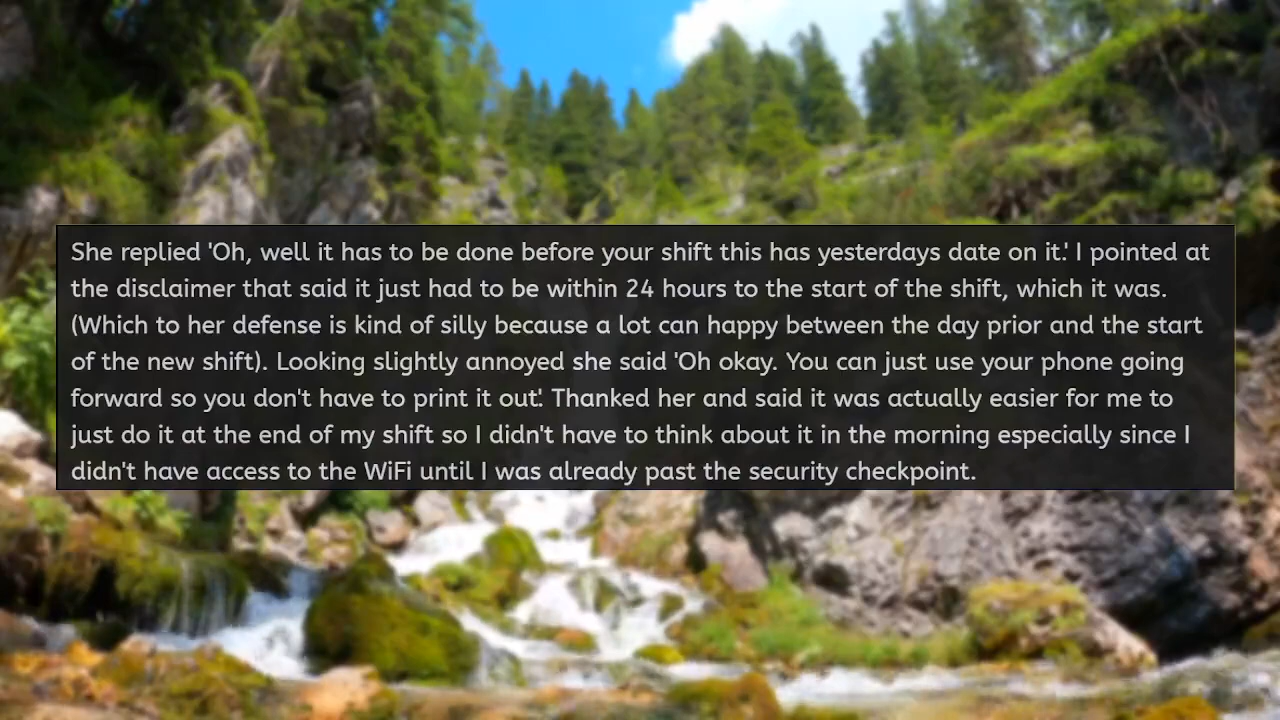 She replied 'Oh, well it has to be done before your shift this has yesterdays date on it.' I pointed at
the disclaimer that said it just had to be within 24 hours to the start of the shift, which it was.
(Which to her defense is kind of silly because a lot can happy between the day prior and the start
of the new shift). Looking slightly annoyed she said 'Oh okay. You can just use your phone going
forward so you don't have to print it out'. Thanked her and said it was actually easier for me to
just do it at the end of my shift so I didn't have to think about it in the morning especially since I
didn't have access to the WiFi until I was already past the security checkpoint.